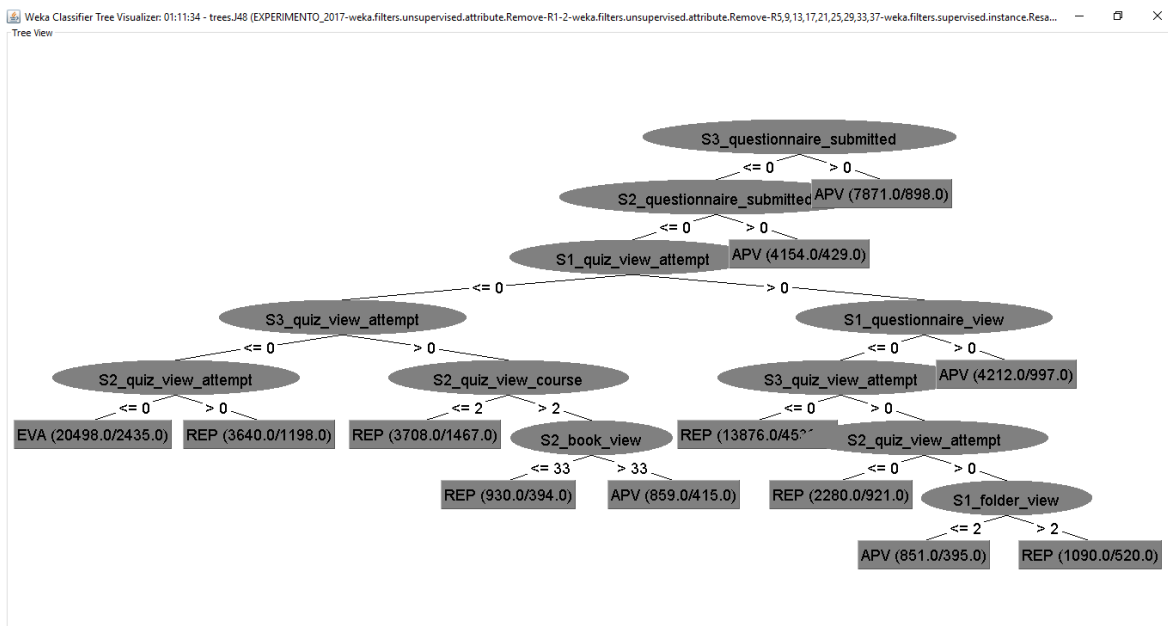 Weka Classifier Tree Visualizer: 01:11:34 - trees.J48 (EXPERIMENTO_2017-weka.filters.unsupervised.attribute.Remove-R1-2-weka.filters.unsupervised.attribute.Remove-R5,9,13,17,21,25,29,33,37-weka.filters.supervised.instance.Resa...
Tree View
S3_questionnaire_submitted
<= 0 > 0
S2_questionnaire_submitted APV (7871.0/898.0)
<= 0 > 0
S1_quiz_view_attempt APV (4154.0/429.0)
<= 0 > 0
S3_quiz_view_attempt S1_questionnaire_view
<= 0 > 0 <= 0 > 0
S2_quiz_view_attempt S2_quiz_view_course S3_quiz_view_attempt APV (4212.0/997.0)
<= 0 > 0 <= 2 > 2 <= 0 > 0
EVA (20498.0/2435.0) REP (3640.0/1198.0) REP (3708.0/1467.0) S2_book_view REP S2_quiz_view_attempt
<= 33 > 33 <= 0 > 0
REP (930.0/394.0) APV (859.0/415.0) REP (2280.0/921.0) S1_folder_view
<= 2 > 2
APV (851.0/395.0) REP (1090.0/520.0)